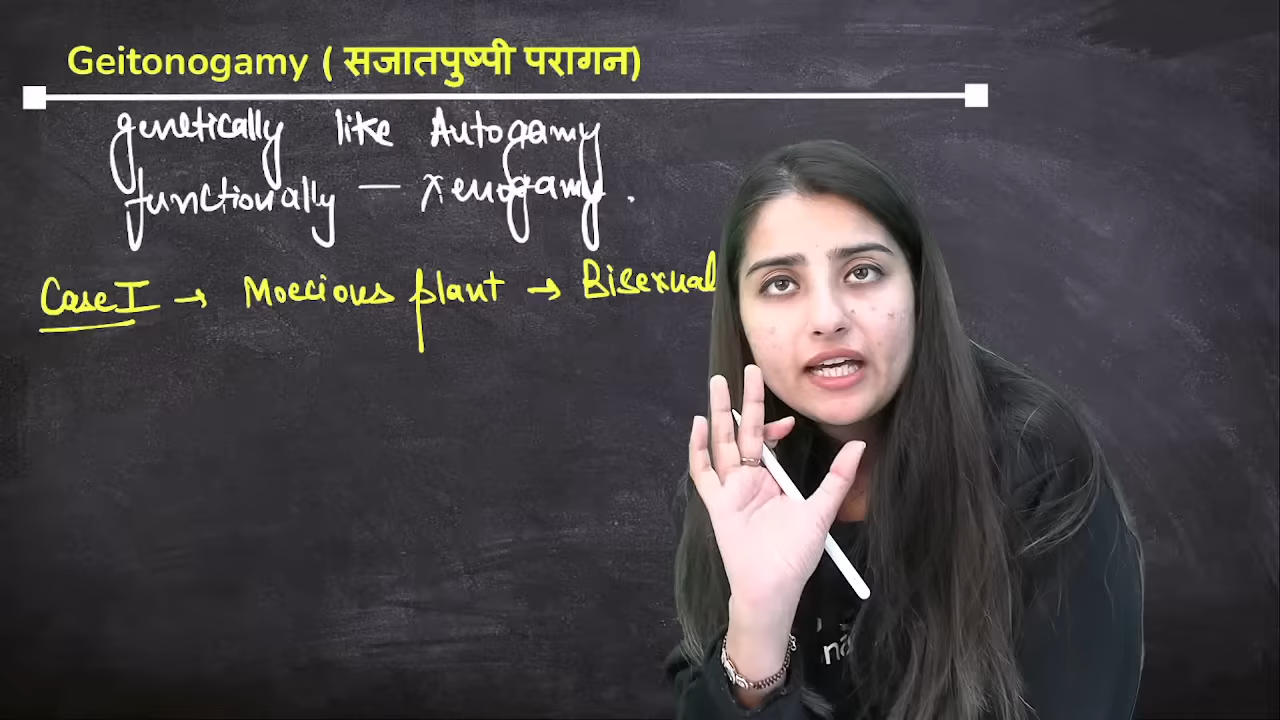 Geitonogamy ( सजातपुष्पी परागन)
genetically like Autogamy
functionally — Xenogamy.
Case I → Moecious plant → Bisexual